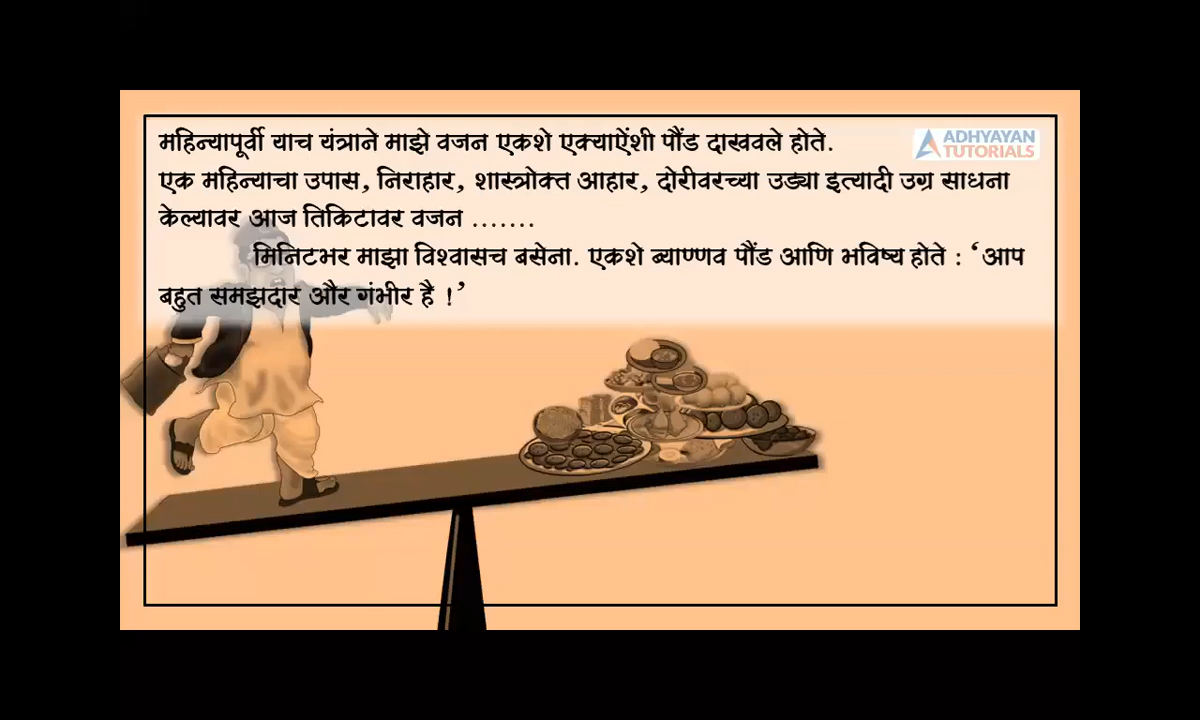 महिन्यापूर्वी याच यंत्राने माझे वजन एकशे एक्याऐंशी पौंड दाखवले होते.
ADHYAYAN
TUTORIALS
एक महिन्याचा उपास, निराहार, शास्त्रोक्त आहार, दोरीवरच्या उड्या इत्यादी उग्र साधना
केल्यावर आज तिकिटावर वजन .......
मिनिटभर माझा विश्वासच बसेना. एकशे ब्याण्णव पौंड आणि भविष्य होते : ‘आप
बहुत समझदार और गंभीर है !’